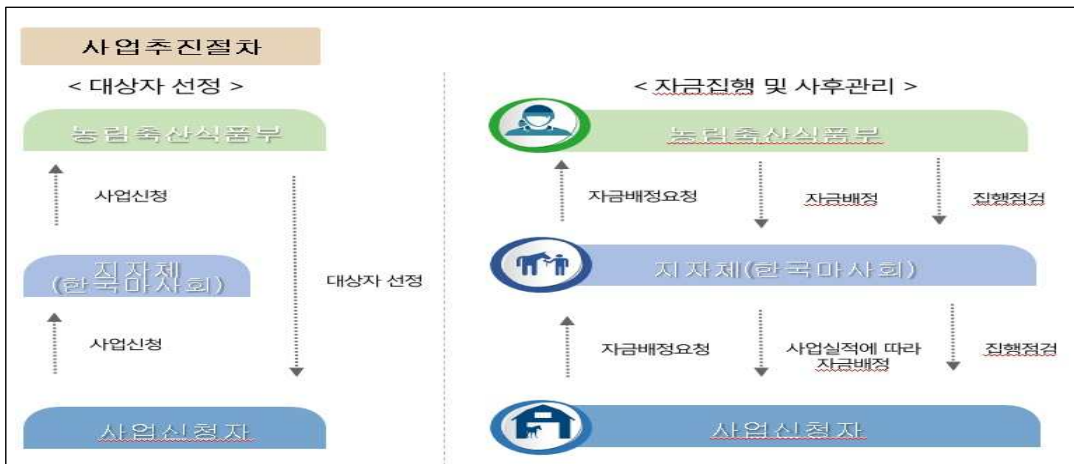 사업추진절차
< 대상자 선정 >
농림축산식품부
사업신청
지자체
(한국마사회)
대상자 선정
사업신청
사업신청자
< 자금집행 및 사후관리 >
농림축산식품부
자금배정요청
자금배정
집행점검
지자체(한국마사회)
자금배정요청
사업실적에 따라
자금배정
집행점검
사업신청자